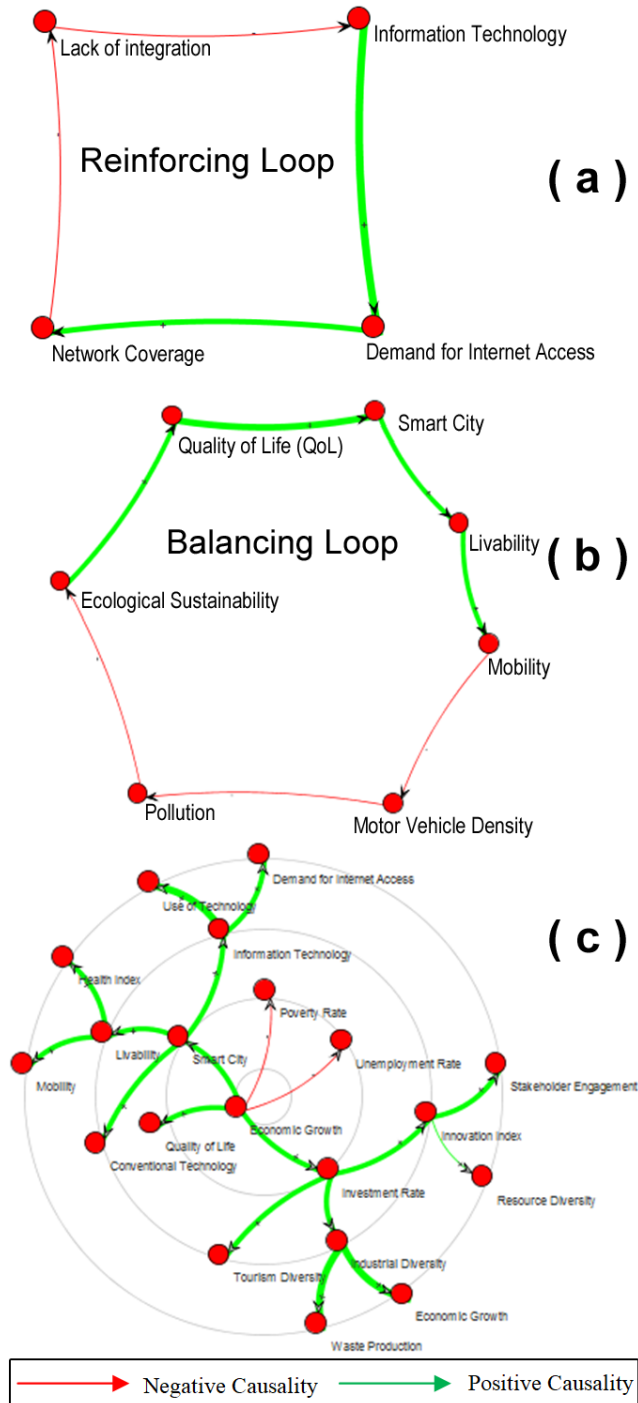 Lack of integration
Information Technology
Reinforcing Loop
( a )
Network Coverage
Demand for Internet Access
Quality of Life (QoL)
Smart City
Balancing Loop
Livability
( b )
Ecological Sustainability
Mobility
Pollution
Motor Vehicle Density
Demand for Internet Access
Use of Technology
( c )
Information Technology
Health Index
Poverty Rate
Livability
Smart City
Unemployment Rate
Mobility
Stakeholder Engagement
Economic Growth
Innovation Index
Quality of Life
Conventional Technology
Investment Rate
Resource Diversity
Industrial Diversity
Tourism Diversity
Economic Growth
Waste Production
Negative Causality
Positive Causality